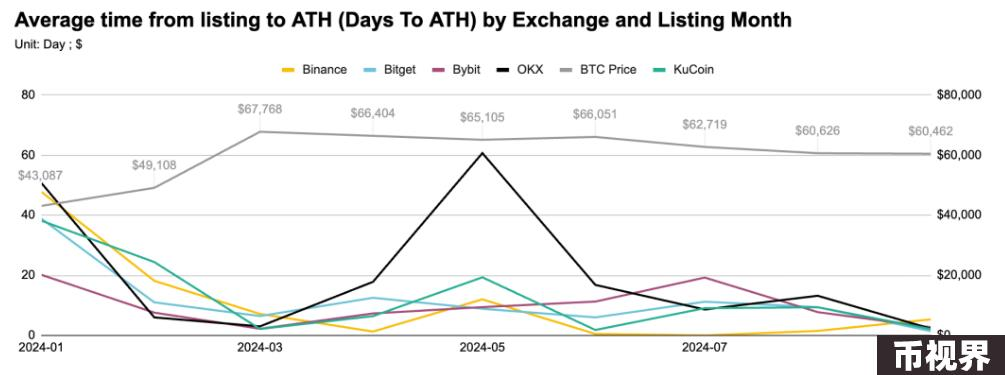 Average time from listing to ATH (Days To ATH) by Exchange and Listing Month
Unit: Day ; $
Binance Bitget Bybit OKX BTC Price KuCoin
80 $80,000
$67,768 $66,404 $65,105 $66,051 $62,719 $60,626 $60,462
60 $60,000
$49,108
$43,087
40 $40,000
20 $20,000
0 $0
2024-01 2024-03 2024-05 2024-07
币视界